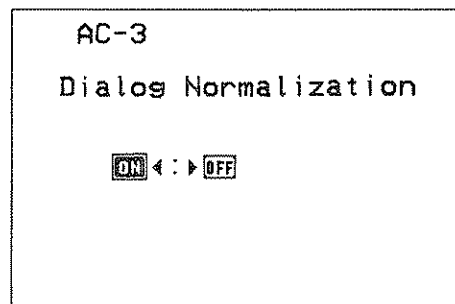 AC-3
Dialog Normalization
ON ◀ : ▶ OFF